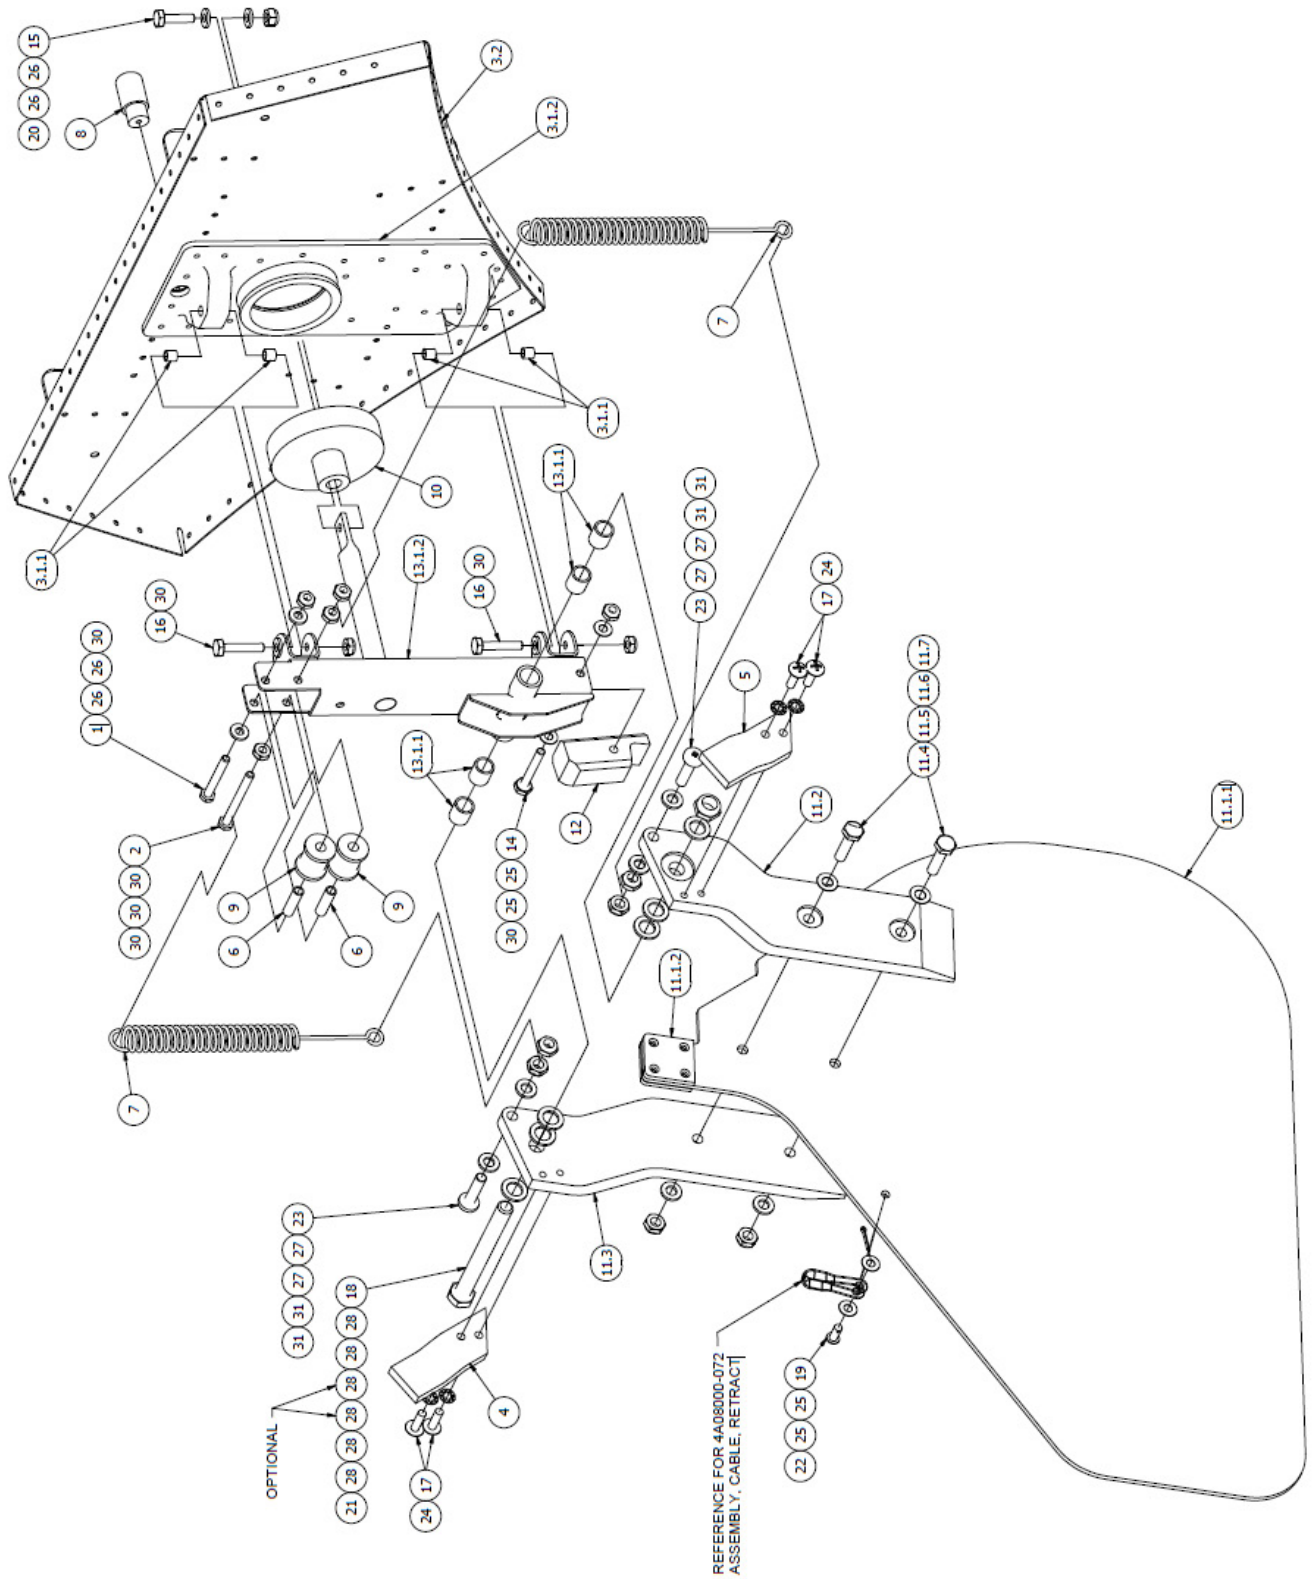 20 26 26 15
8
3.2
3.1.2
7
3.1.1
3.1.1
10
13.1.1
13.1.2
16 30
16 30
1 26 26 30
23 27 27 31 31
17 24
5
11.4 11.5 11.6 11.7
11.2
11.1.1
13.1.1
12
30 25 25 14
30 30 30 2
9
9
6
6
7
11.1.2
11.3
31 31 27 27 23
21 28 28 28 28 28 28 18
OPTIONAL
4
24 17
22 25 25 19
REFERENCE FOR 4A08000-072
ASSEMBLY, CABLE, RETRACT